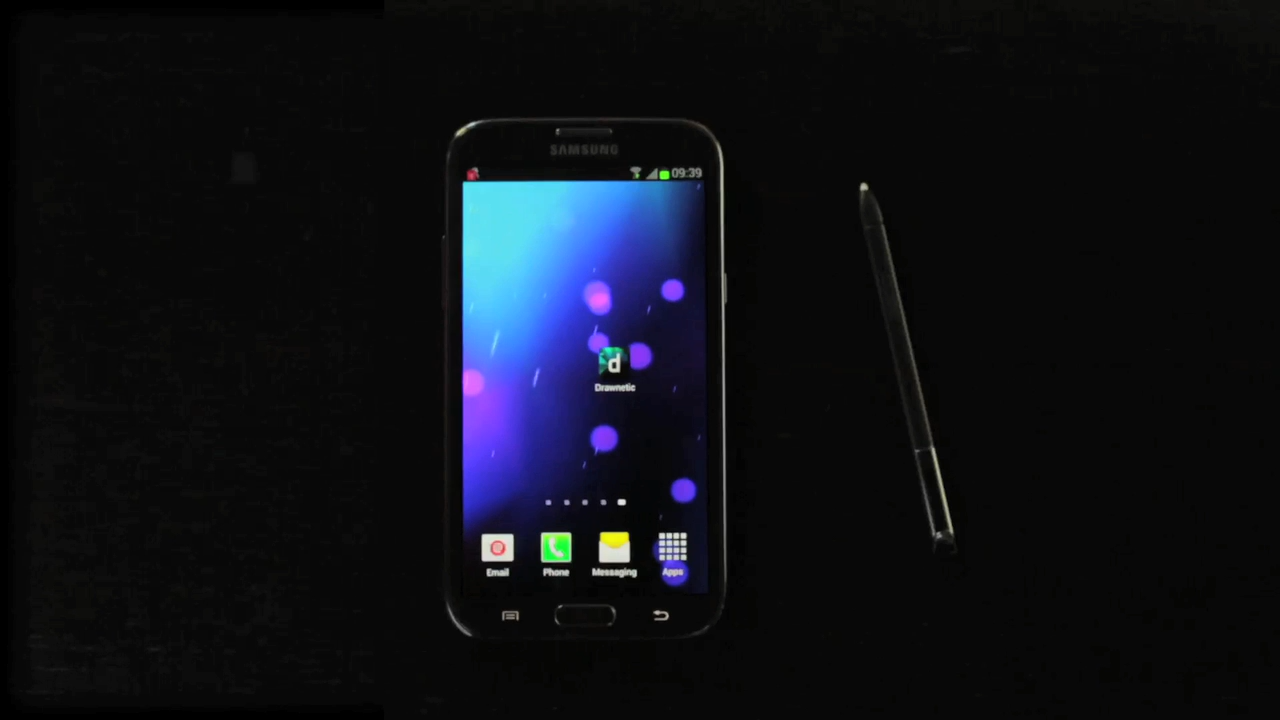 SAMSUNG
09:39
d
Drawnetic
Email
Phone
Messaging
Apps